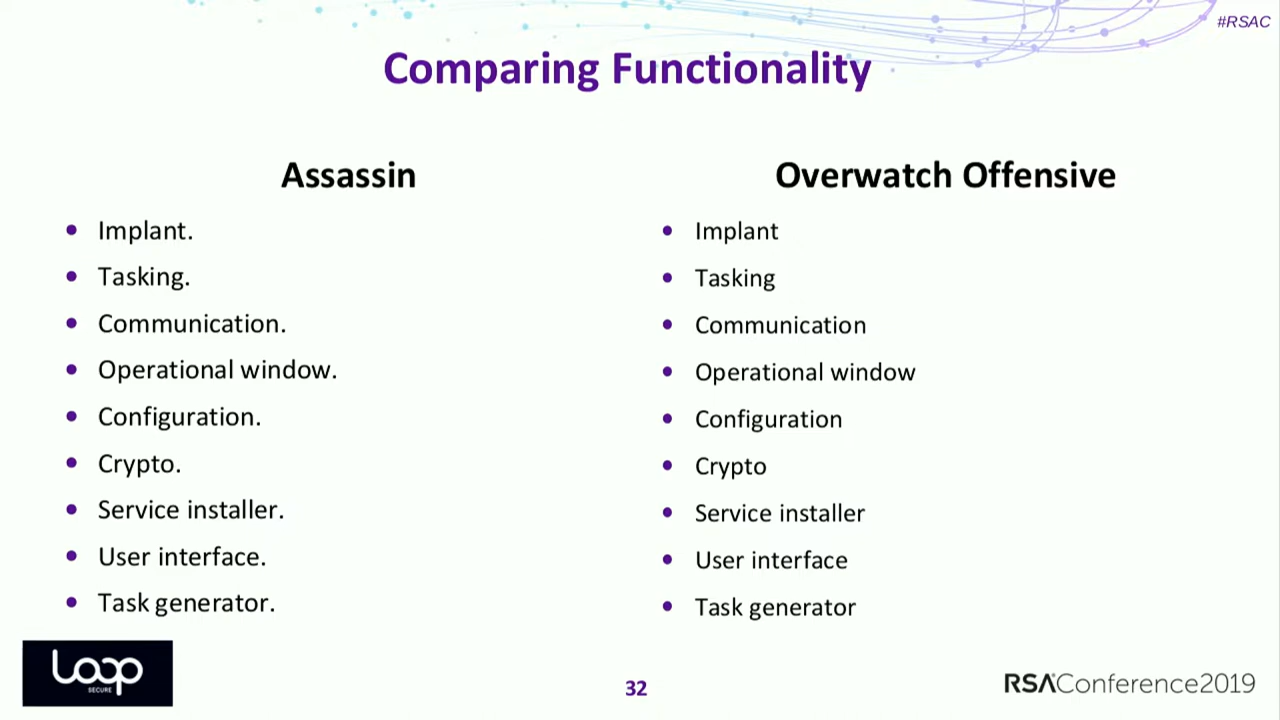 #RSAC
Comparing Functionality
Assassin
Implant.
Tasking.
Communication.
Operational window.
Configuration.
Crypto.
Service installer.
User interface.
Task generator.
Overwatch Offensive
Implant
Tasking
Communication
Operational window
Configuration
Crypto
Service installer
User interface
Task generator
Loop
SECURE
32
RSAConference2019